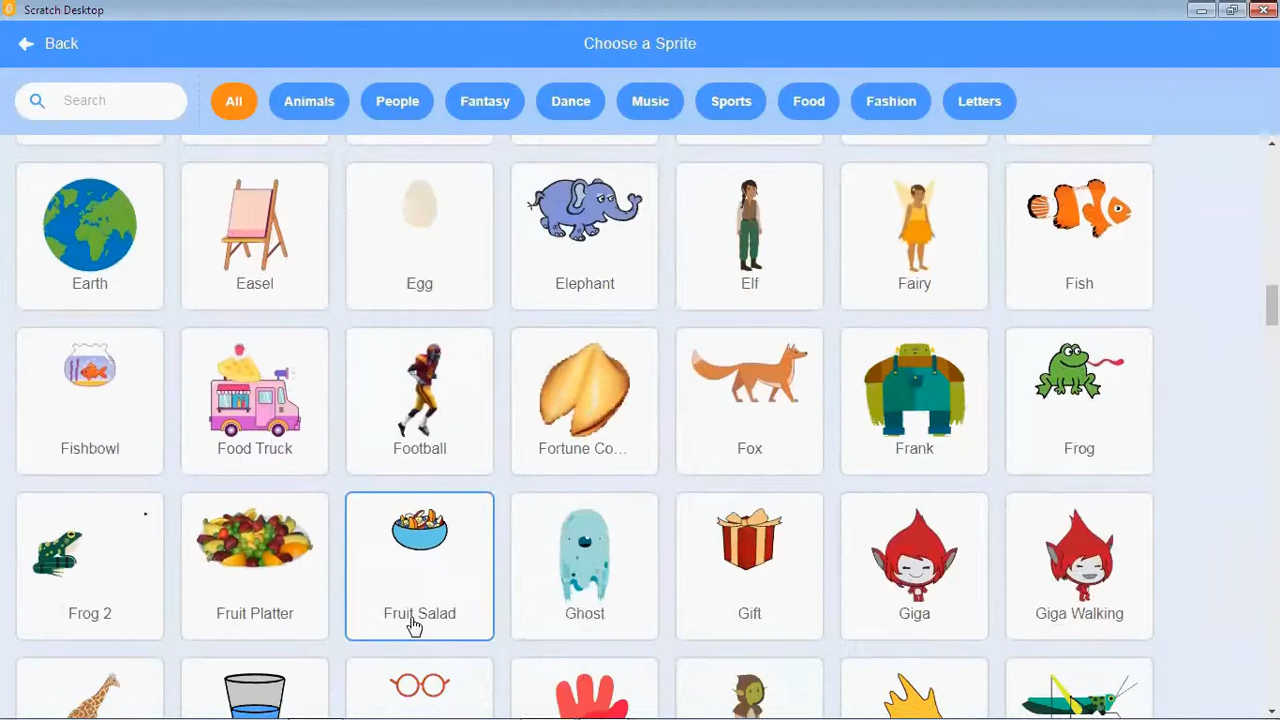 Scratch Desktop
Back
Choose a Sprite
Search
All
Animals
People
Fantasy
Dance
Music
Sports
Food
Fashion
Letters
Earth
Easel
Egg
Elephant
Elf
Fairy
Fish
Fishbowl
Food Truck
Football
Fortune Co...
Fox
Frank
Frog
Frog 2
Fruit Platter
Fruit Salad
Ghost
Gift
Giga
Giga Walking